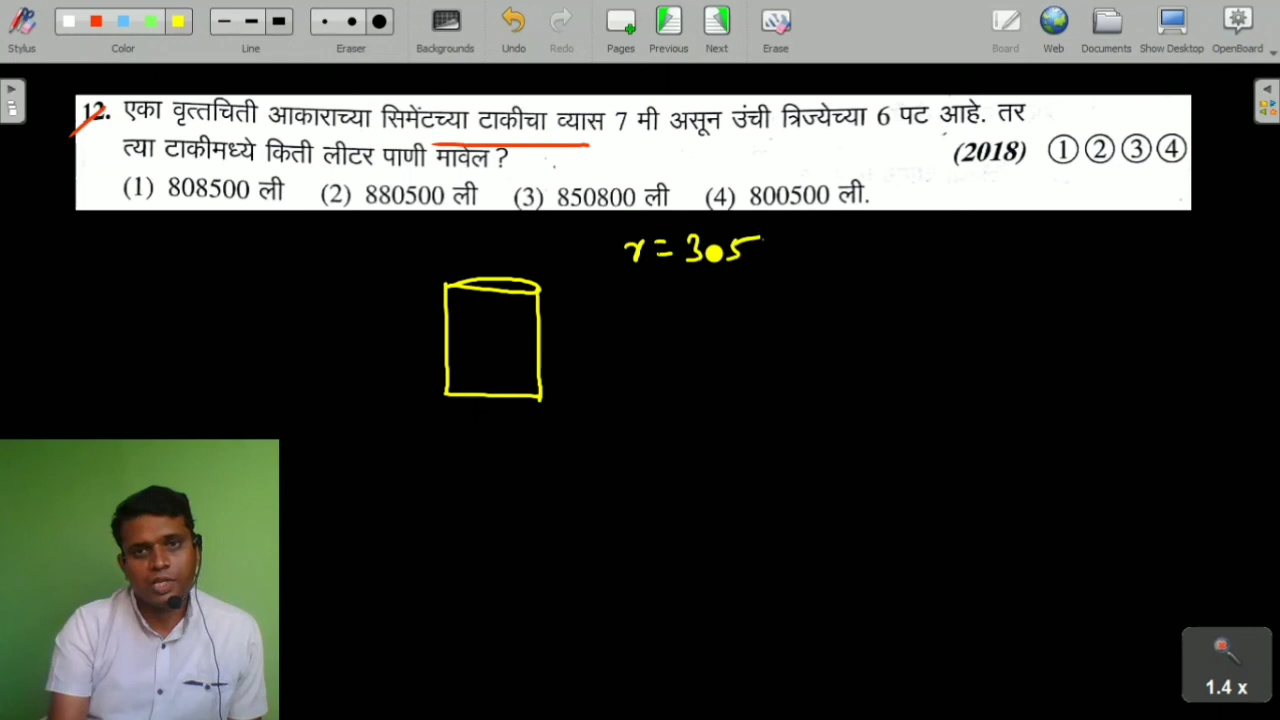 Stylus
Color
Line
Eraser
Backgrounds
Undo
Redo
Pages
Previous
Next
Erase
Board
Web
Documents
Show Desktop
OpenBoard
12. एका वृत्तचिती आकाराच्या सिमेंटच्या टाकीचा व्यास 7 मी असून उंची त्रिज्येच्या 6 पट आहे. तर
त्या टाकीमध्ये किती लीटर पाणी मावेल ? (2018) ① ② ③ ④
(1) 808500 ली (2) 880500 ली (3) 850800 ली (4) 800500 ली.
r = 3.5
1.4 x